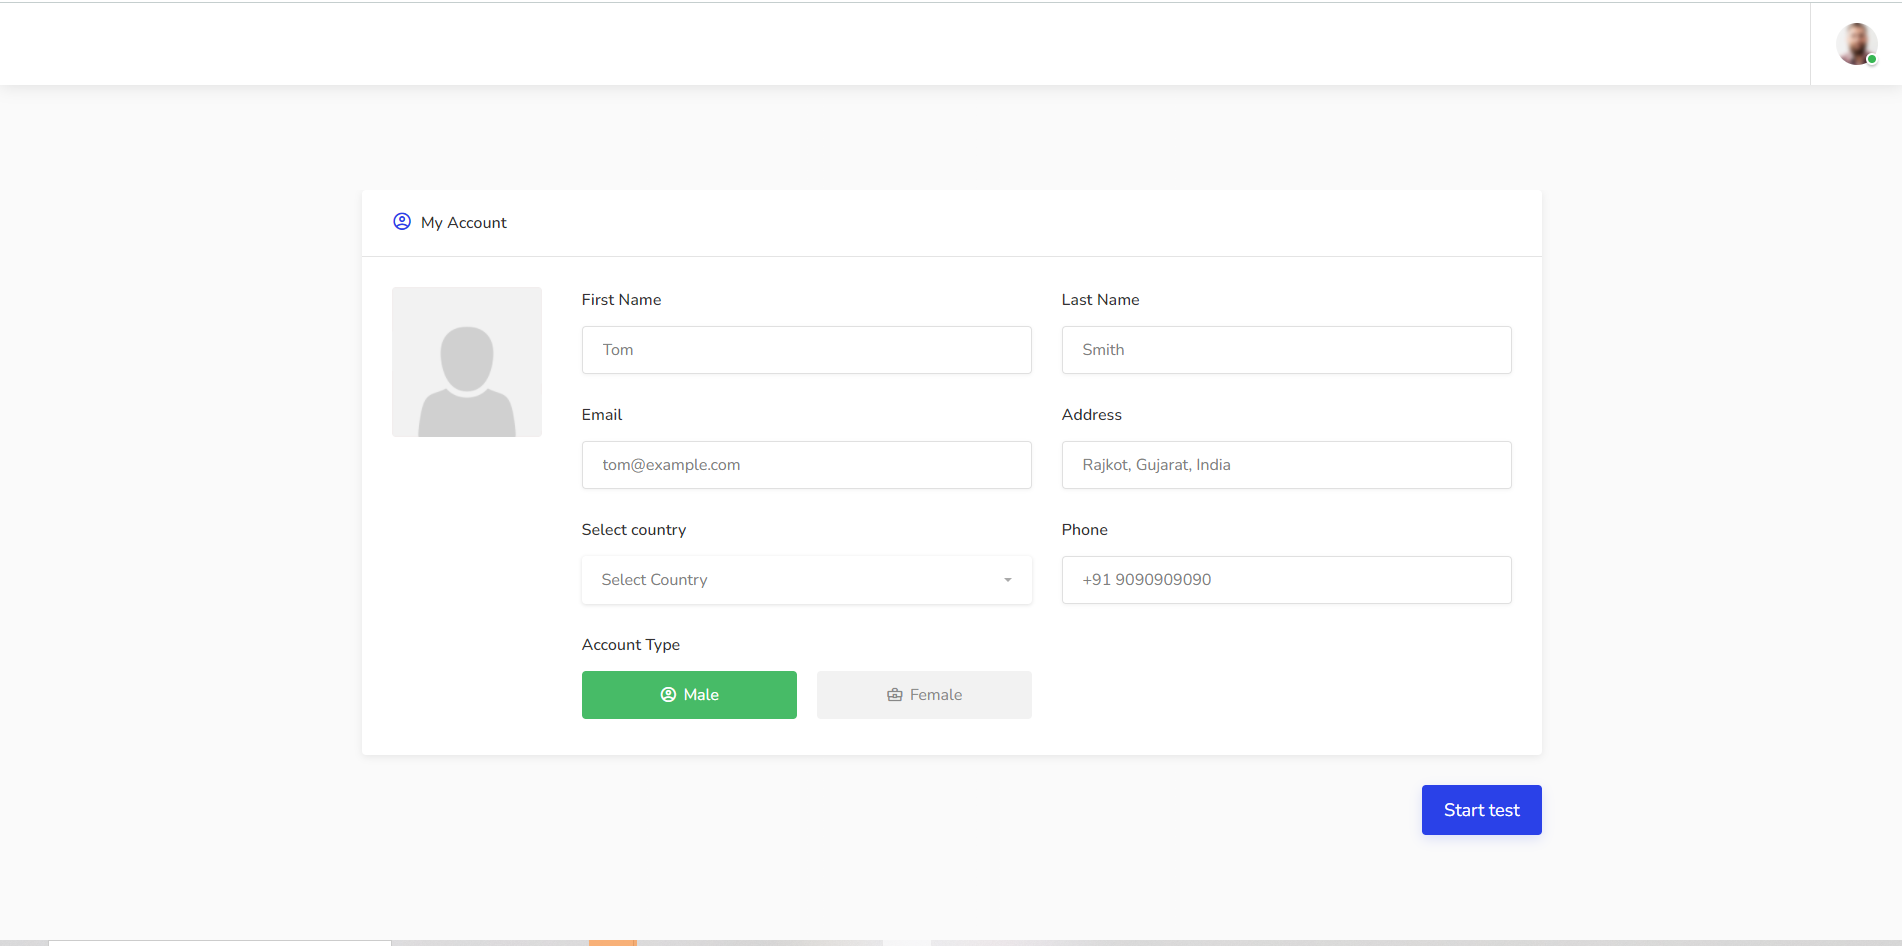 My Account
First Name
Last Name
Tom
Smith
Email
Address
tom@example.com
Rajkot, Gujarat, India
Select country
Phone
Select Country
+91 9090909090
Account Type
Male
Female
Start test